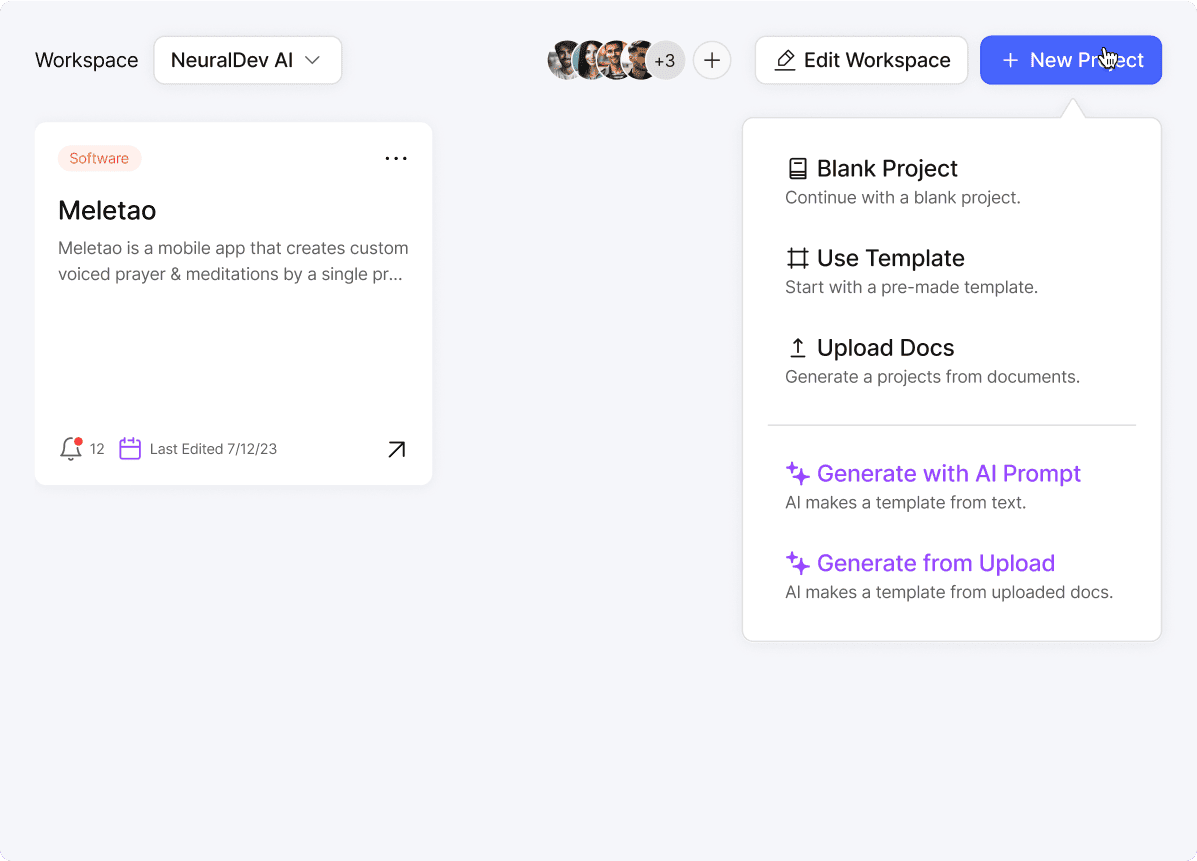 Workspace
NeuralDev AI
+3
Edit Workspace
+ New Project
Software
Meletao
Meletao is a mobile app that creates custom
voiced prayer & meditations by a single pr...
12
Last Edited 7/12/23
Blank Project
Continue with a blank project.
Use Template
Start with a pre-made template.
Upload Docs
Generate a projects from documents.
Generate with AI Prompt
AI makes a template from text.
Generate from Upload
AI makes a template from uploaded docs.